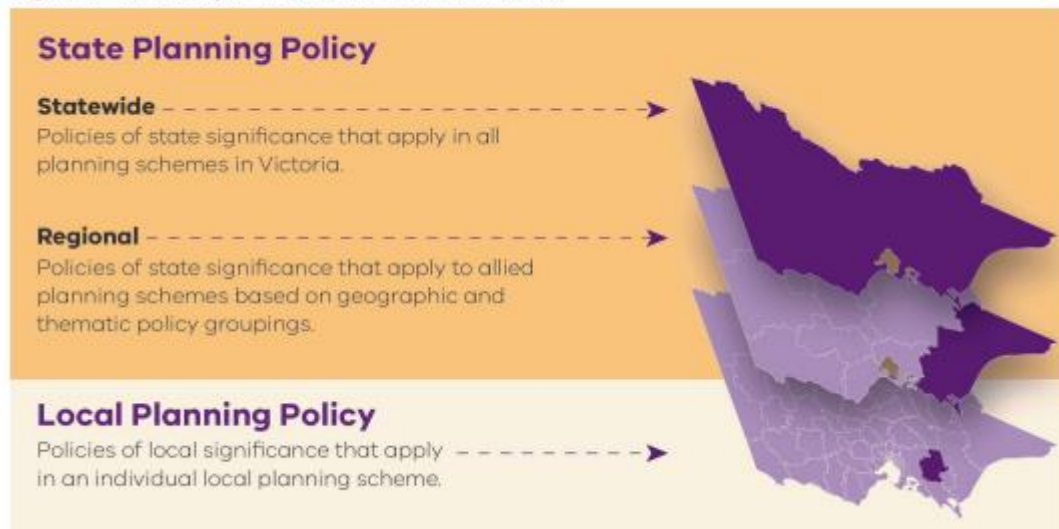 State Planning Policy
Statewide
Policies of state significance that apply in all
planning schemes in Victoria.
Regional
Policies of state significance that apply to allied
planning schemes based on geographic and
thematic policy groupings.
Local Planning Policy
Policies of local significance that apply
in an individual local planning scheme.